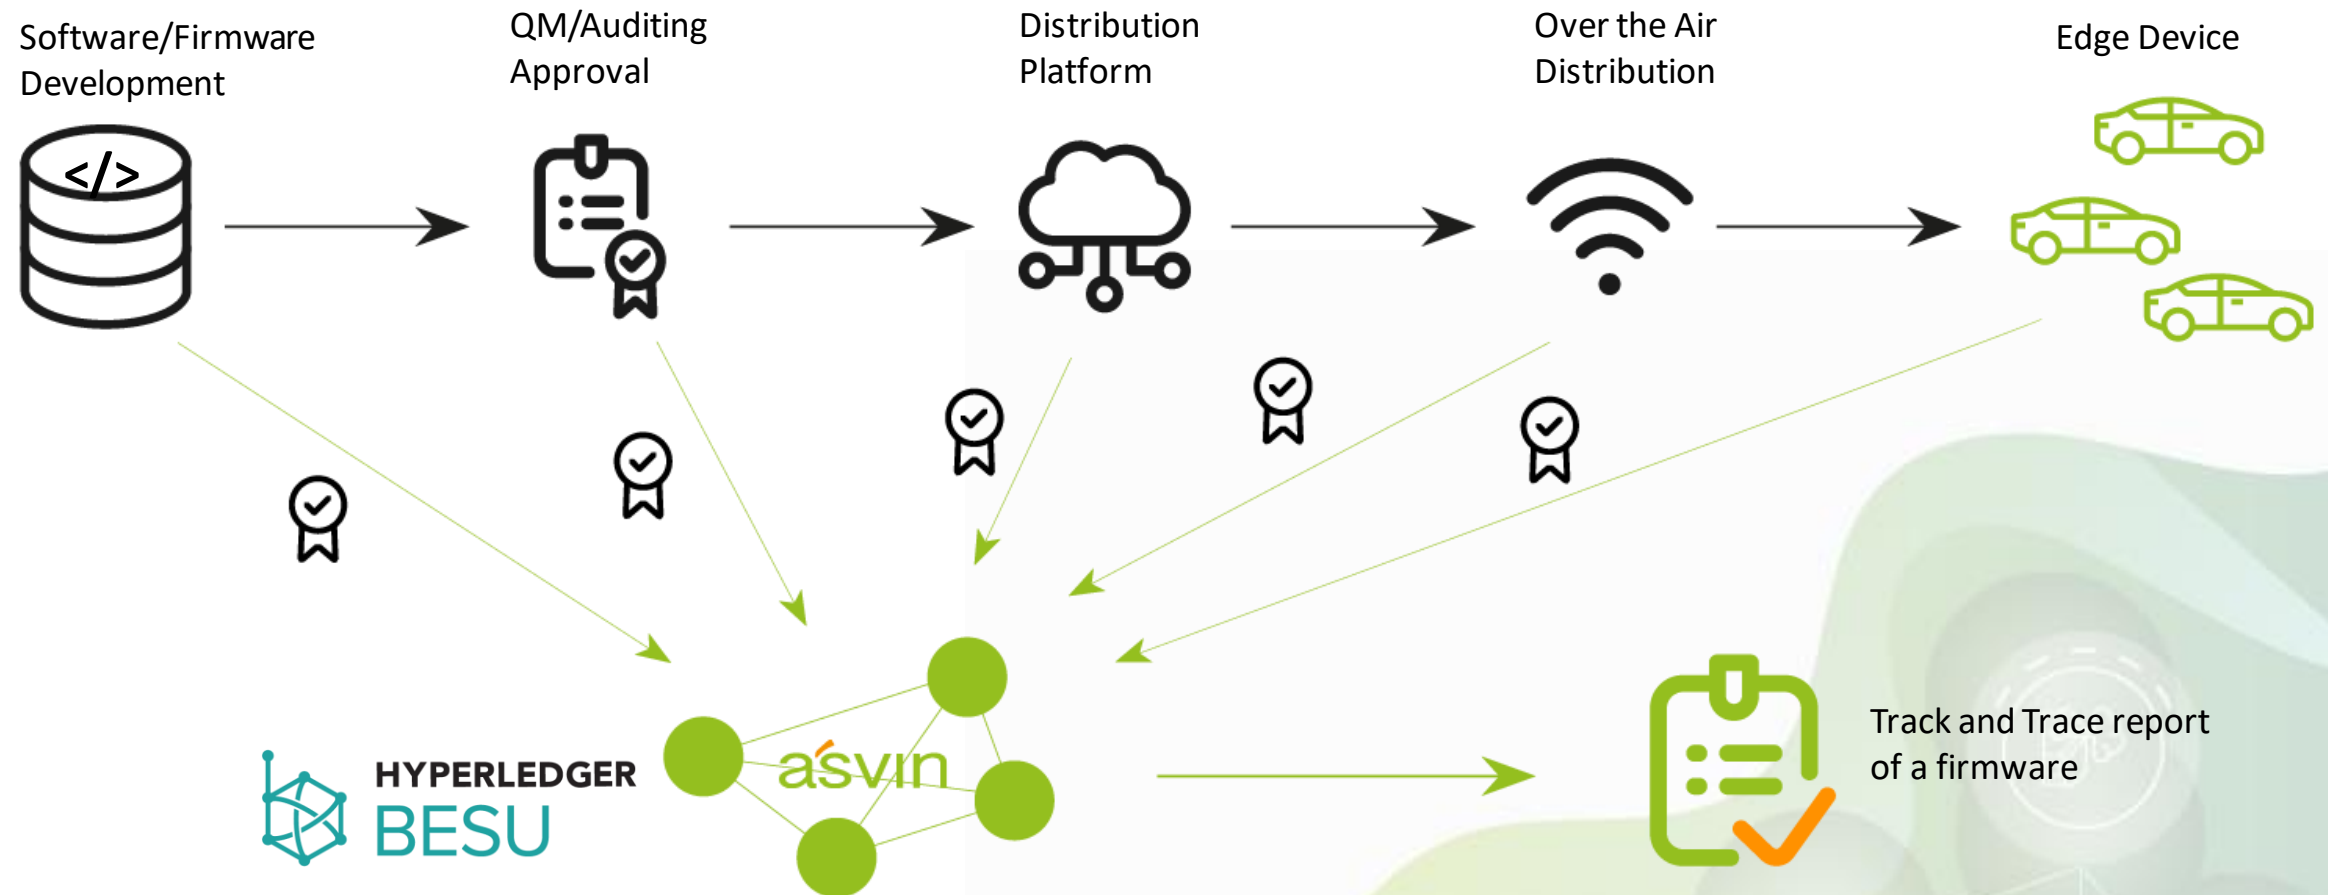 Software/Firmware
Development
QM/Auditing
Approval
Distribution
Platform
Over the Air
Distribution
Edge Device
</>
HYPERLEDGER
BESU
asvin
Track and Trace report
of a firmware